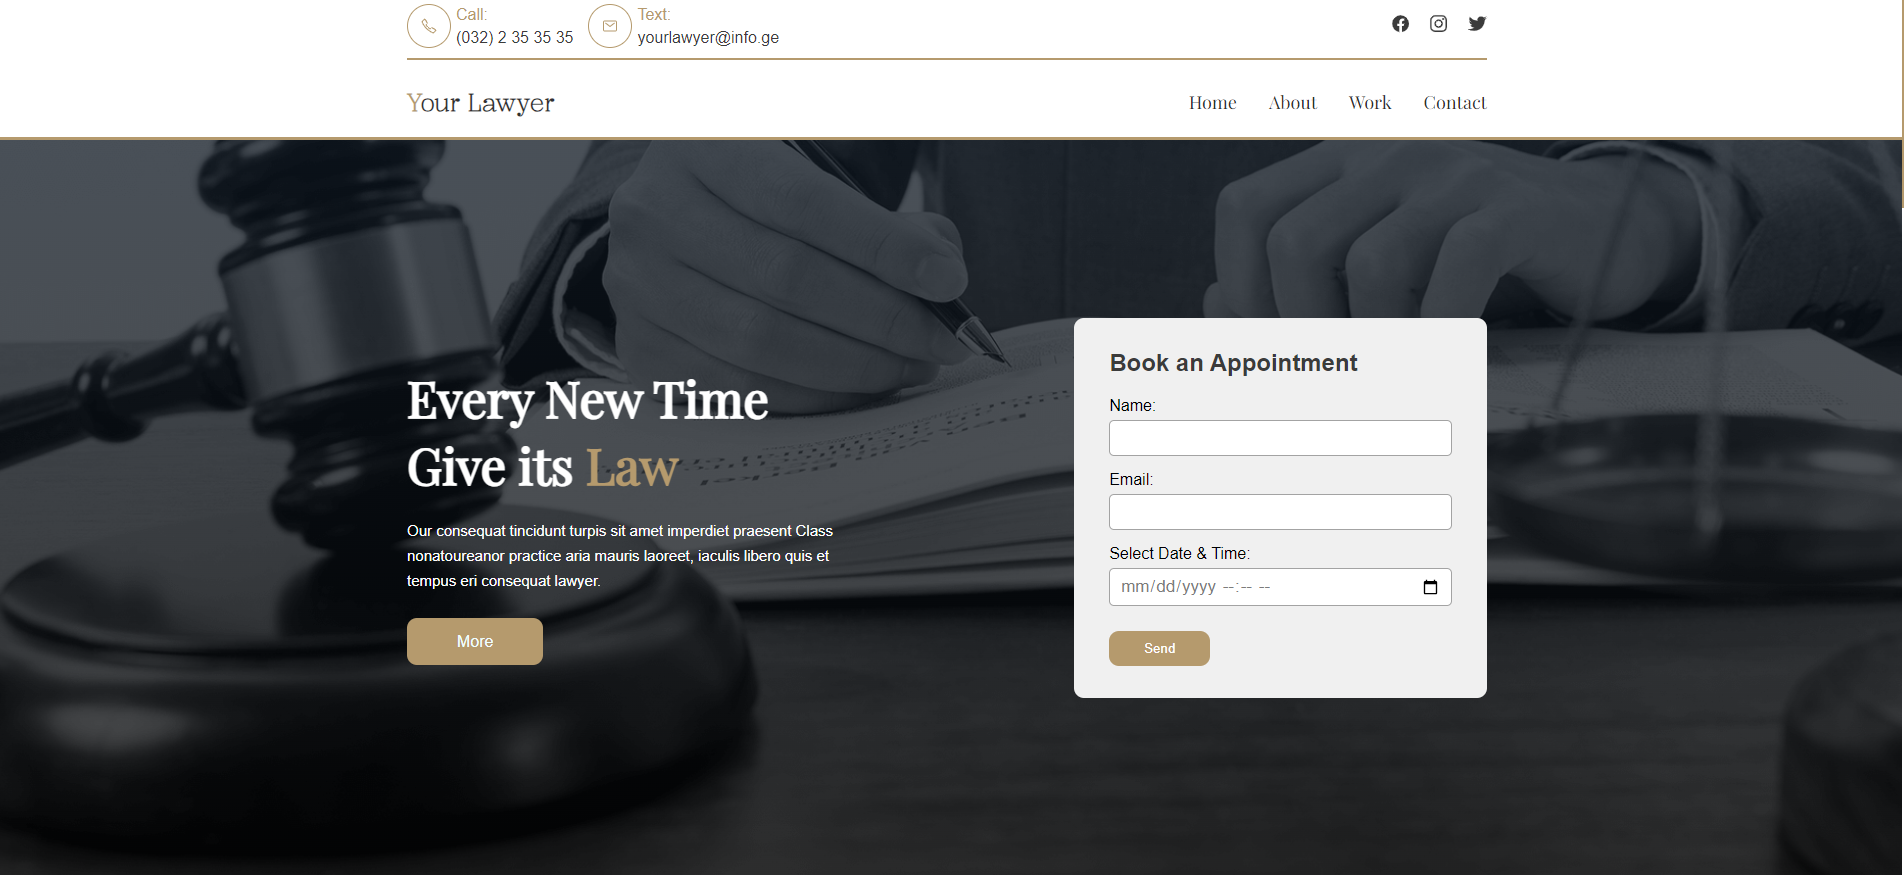 Call:
(032) 2 35 35 35
Text:
yourlawyer@info.ge
Your Lawyer
Home
About
Work
Contact
Every New Time
Give its Law
Our consequat tincidunt turpis sit amet imperdiet praesent Class
nonatoureanor practice aria mauris laoreet, iaculis libero quis et
tempus eri consequat lawyer.
More
Book an Appointment
Name:
Email:
Select Date & Time:
mm/dd/yyyy --:-- --
Send